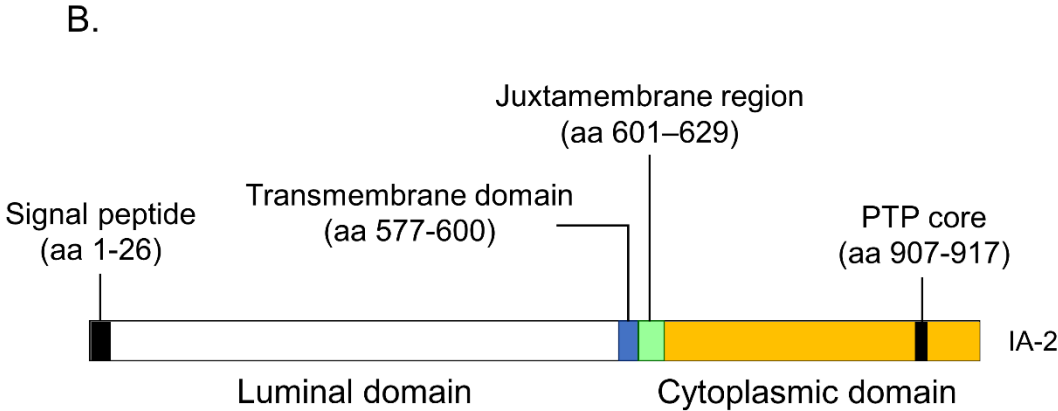 B.
Juxtamembrane region
(aa 601–629)
Transmembrane domain
(aa 577-600)
Signal peptide
(aa 1-26)
PTP core
(aa 907-917)
IA-2
Luminal domain
Cytoplasmic domain